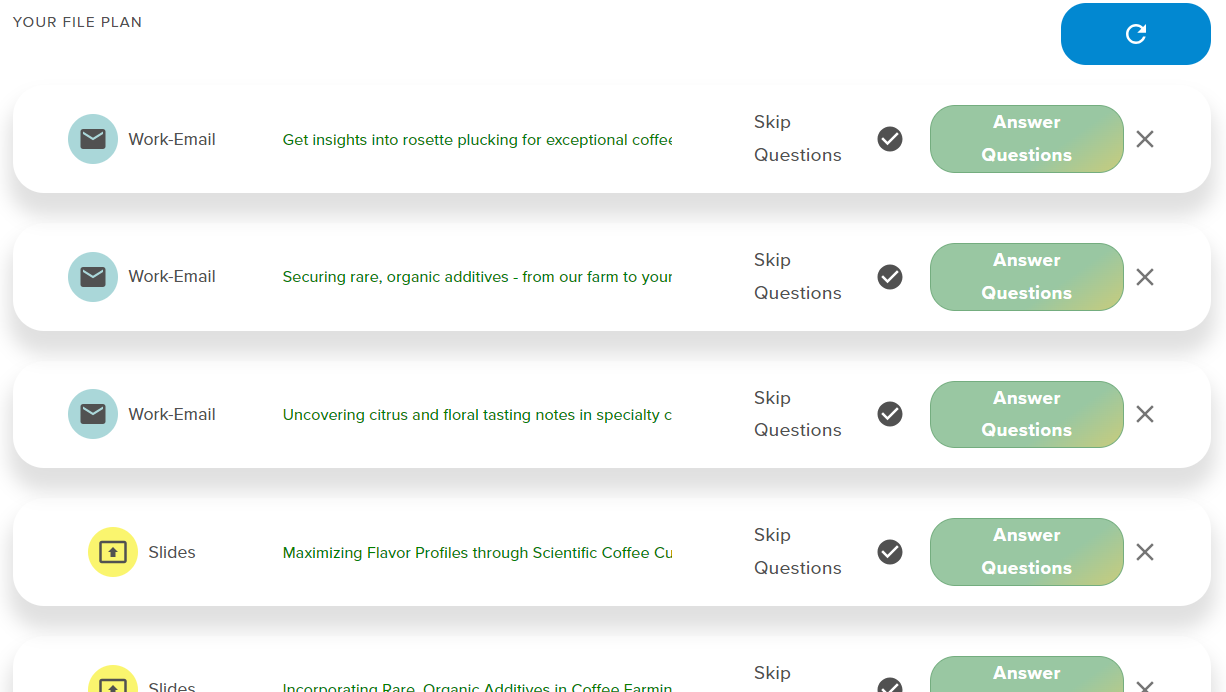 YOUR FILE PLAN
Work-Email
Get insights into rosette plucking for exceptional coffee
Skip
Questions
Answer
Questions
Work-Email
Securing rare, organic additives - from our farm to your
Skip
Questions
Answer
Questions
Work-Email
Uncovering citrus and floral tasting notes in specialty c
Skip
Questions
Answer
Questions
Slides
Maximizing Flavor Profiles through Scientific Coffee Cu
Skip
Questions
Answer
Questions
Slides
Incorporating Rare, Organic Additives in Coffee Farmin
Skip
Answer